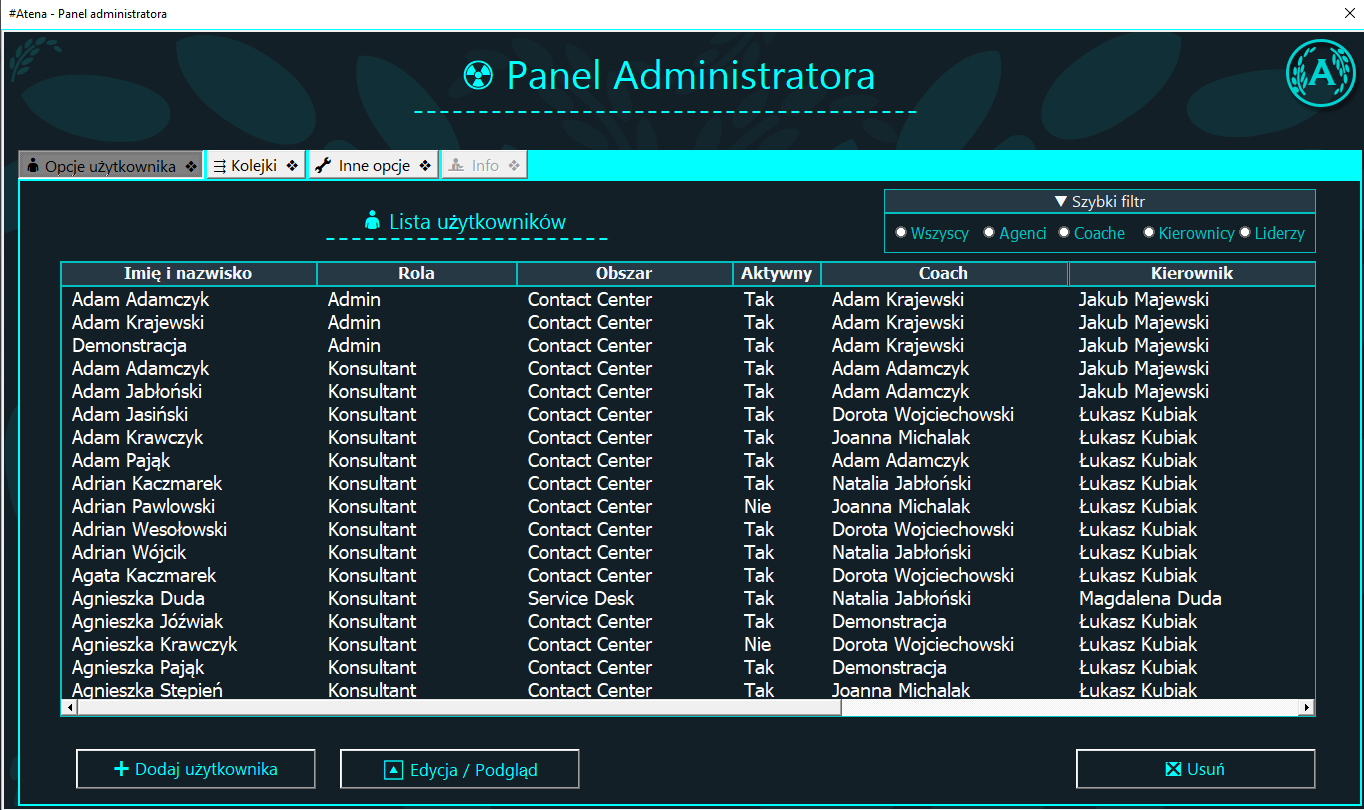 #Atena - Panel administratora
Panel Administratora
A
Opcje użytkownika Kolejki Inne opcje Info
▼ Szybki filtr
Lista użytkowników
Wszyscy Agenci Coache Kierownicy Liderzy
Imię i nazwisko Rola Obszar Aktywny Coach Kierownik
Adam Adamczyk Admin Contact Center Tak Adam Krajewski Jakub Majewski
Adam Krajewski Admin Contact Center Tak Adam Krajewski Jakub Majewski
Demonstracja Admin Contact Center Tak Adam Krajewski Jakub Majewski
Adam Adamczyk Konsultant Contact Center Tak Adam Adamczyk Jakub Majewski
Adam Jabłoński Konsultant Contact Center Tak Adam Adamczyk Jakub Majewski
Adam Jasiński Konsultant Contact Center Tak Dorota Wojciechowski Łukasz Kubiak
Adam Krawczyk Konsultant Contact Center Tak Joanna Michalak Łukasz Kubiak
Adam Pająk Konsultant Contact Center Tak Adam Adamczyk Łukasz Kubiak
Adrian Kaczmarek Konsultant Contact Center Tak Natalia Jabłoński Łukasz Kubiak
Adrian Pawlowski Konsultant Contact Center Nie Joanna Michalak Łukasz Kubiak
Adrian Wesołowski Konsultant Contact Center Tak Dorota Wojciechowski Łukasz Kubiak
Adrian Wójcik Konsultant Contact Center Tak Natalia Jabłoński Łukasz Kubiak
Agata Kaczmarek Konsultant Contact Center Tak Dorota Wojciechowski Łukasz Kubiak
Agnieszka Duda Konsultant Service Desk Tak Natalia Jabłoński Magdalena Duda
Agnieszka Jóźwiak Konsultant Contact Center Tak Demonstracja Łukasz Kubiak
Agnieszka Krawczyk Konsultant Contact Center Nie Dorota Wojciechowski Łukasz Kubiak
Agnieszka Pająk Konsultant Contact Center Tak Demonstracja Łukasz Kubiak
Agnieszka Stępień Konsultant Contact Center Tak Joanna Michalak Łukasz Kubiak
Dodaj użytkownika Edycja / Podgląd Usuń